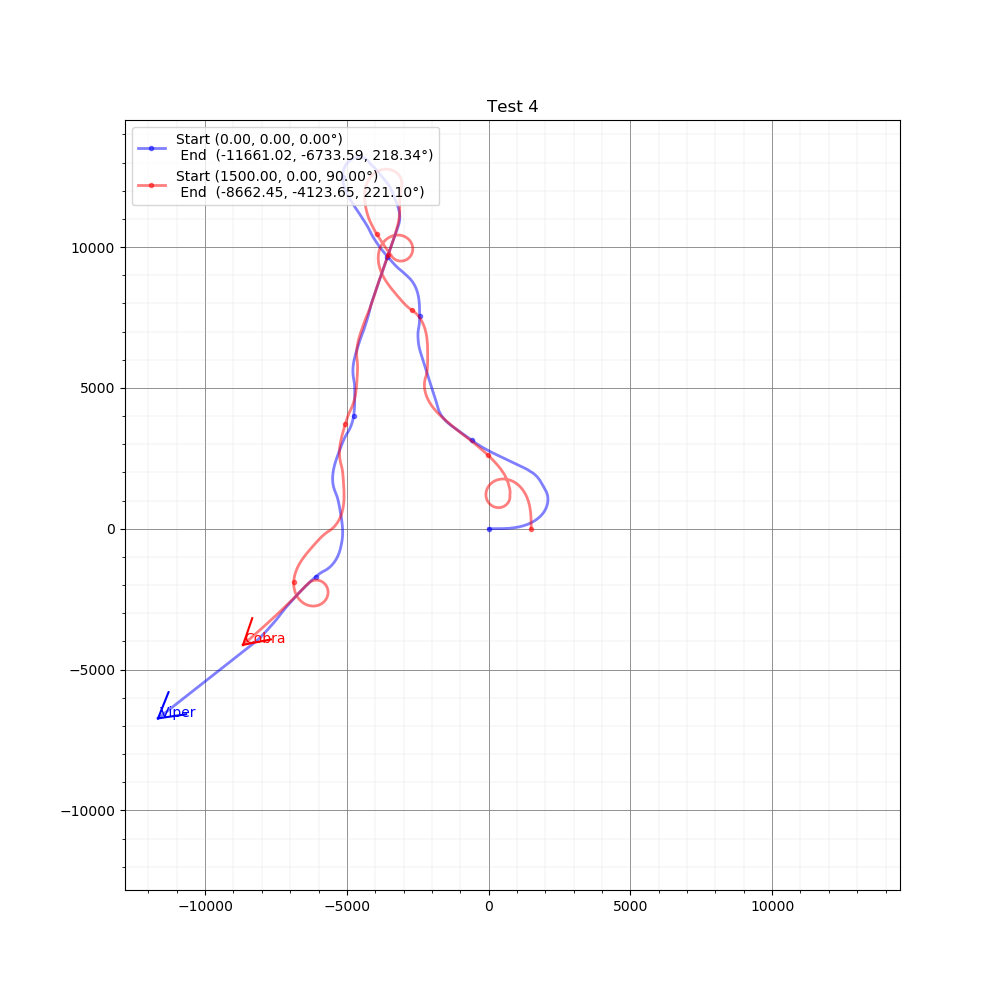 Test 4
Start (0.00, 0.00, 0.00°)
End (-11661.02, -6733.59, 218.34°)
Start (1500.00, 0.00, 90.00°)
End (-8662.45, -4123.65, 221.10°)
10000
5000
0
−5000
−10000
Cobra
Viper
−10000
−5000
0
5000
10000